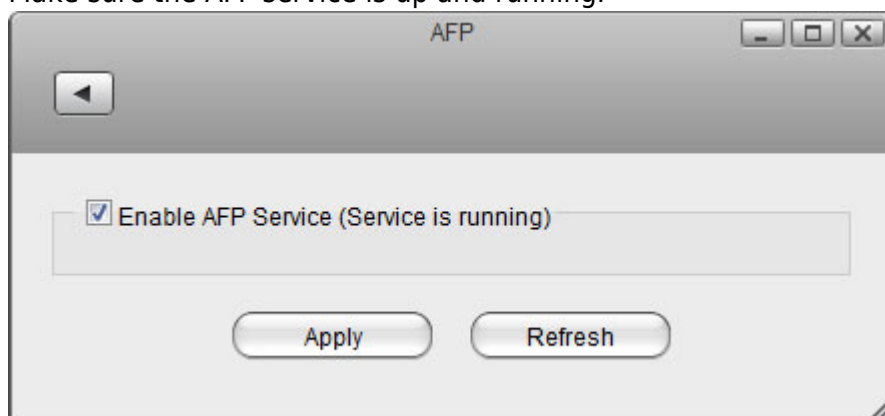 Make sure the AFP service is up and running.
AFP
Enable AFP Service (Service is running)
Apply
Refresh